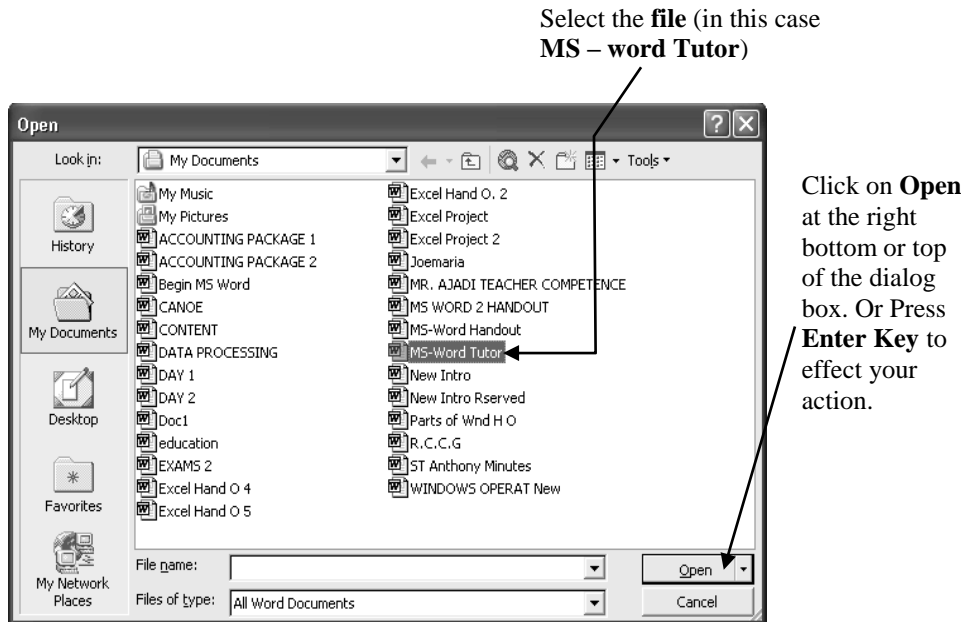 Select the file (in this case
MS – word Tutor)
Open
Look in:
My Documents
Tools
History
My Documents
Desktop
Favorites
My Network
Places
My Music
My Pictures
ACCOUNTING PACKAGE 1
ACCOUNTING PACKAGE 2
Begin MS Word
CANOE
CONTENT
DATA PROCESSING
DAY 1
DAY 2
Doc1
education
EXAMS 2
Excel Hand O 4
Excel Hand O 5
Excel Hand O. 2
Excel Project
Excel Project 2
Joemaria
MR. AJADI TEACHER COMPETENCE
MS WORD 2 HANDOUT
MS-Word Handout
MS-Word Tutor
New Intro
New Intro Rserved
Parts of Wnd H O
R.C.C.G
ST Anthony Minutes
WINDOWS OPERAT New
File name:
Open
Files of type:
All Word Documents
Cancel
Click on Open
at the right
bottom or top
of the dialog
box. Or Press
Enter Key to
effect your
action.